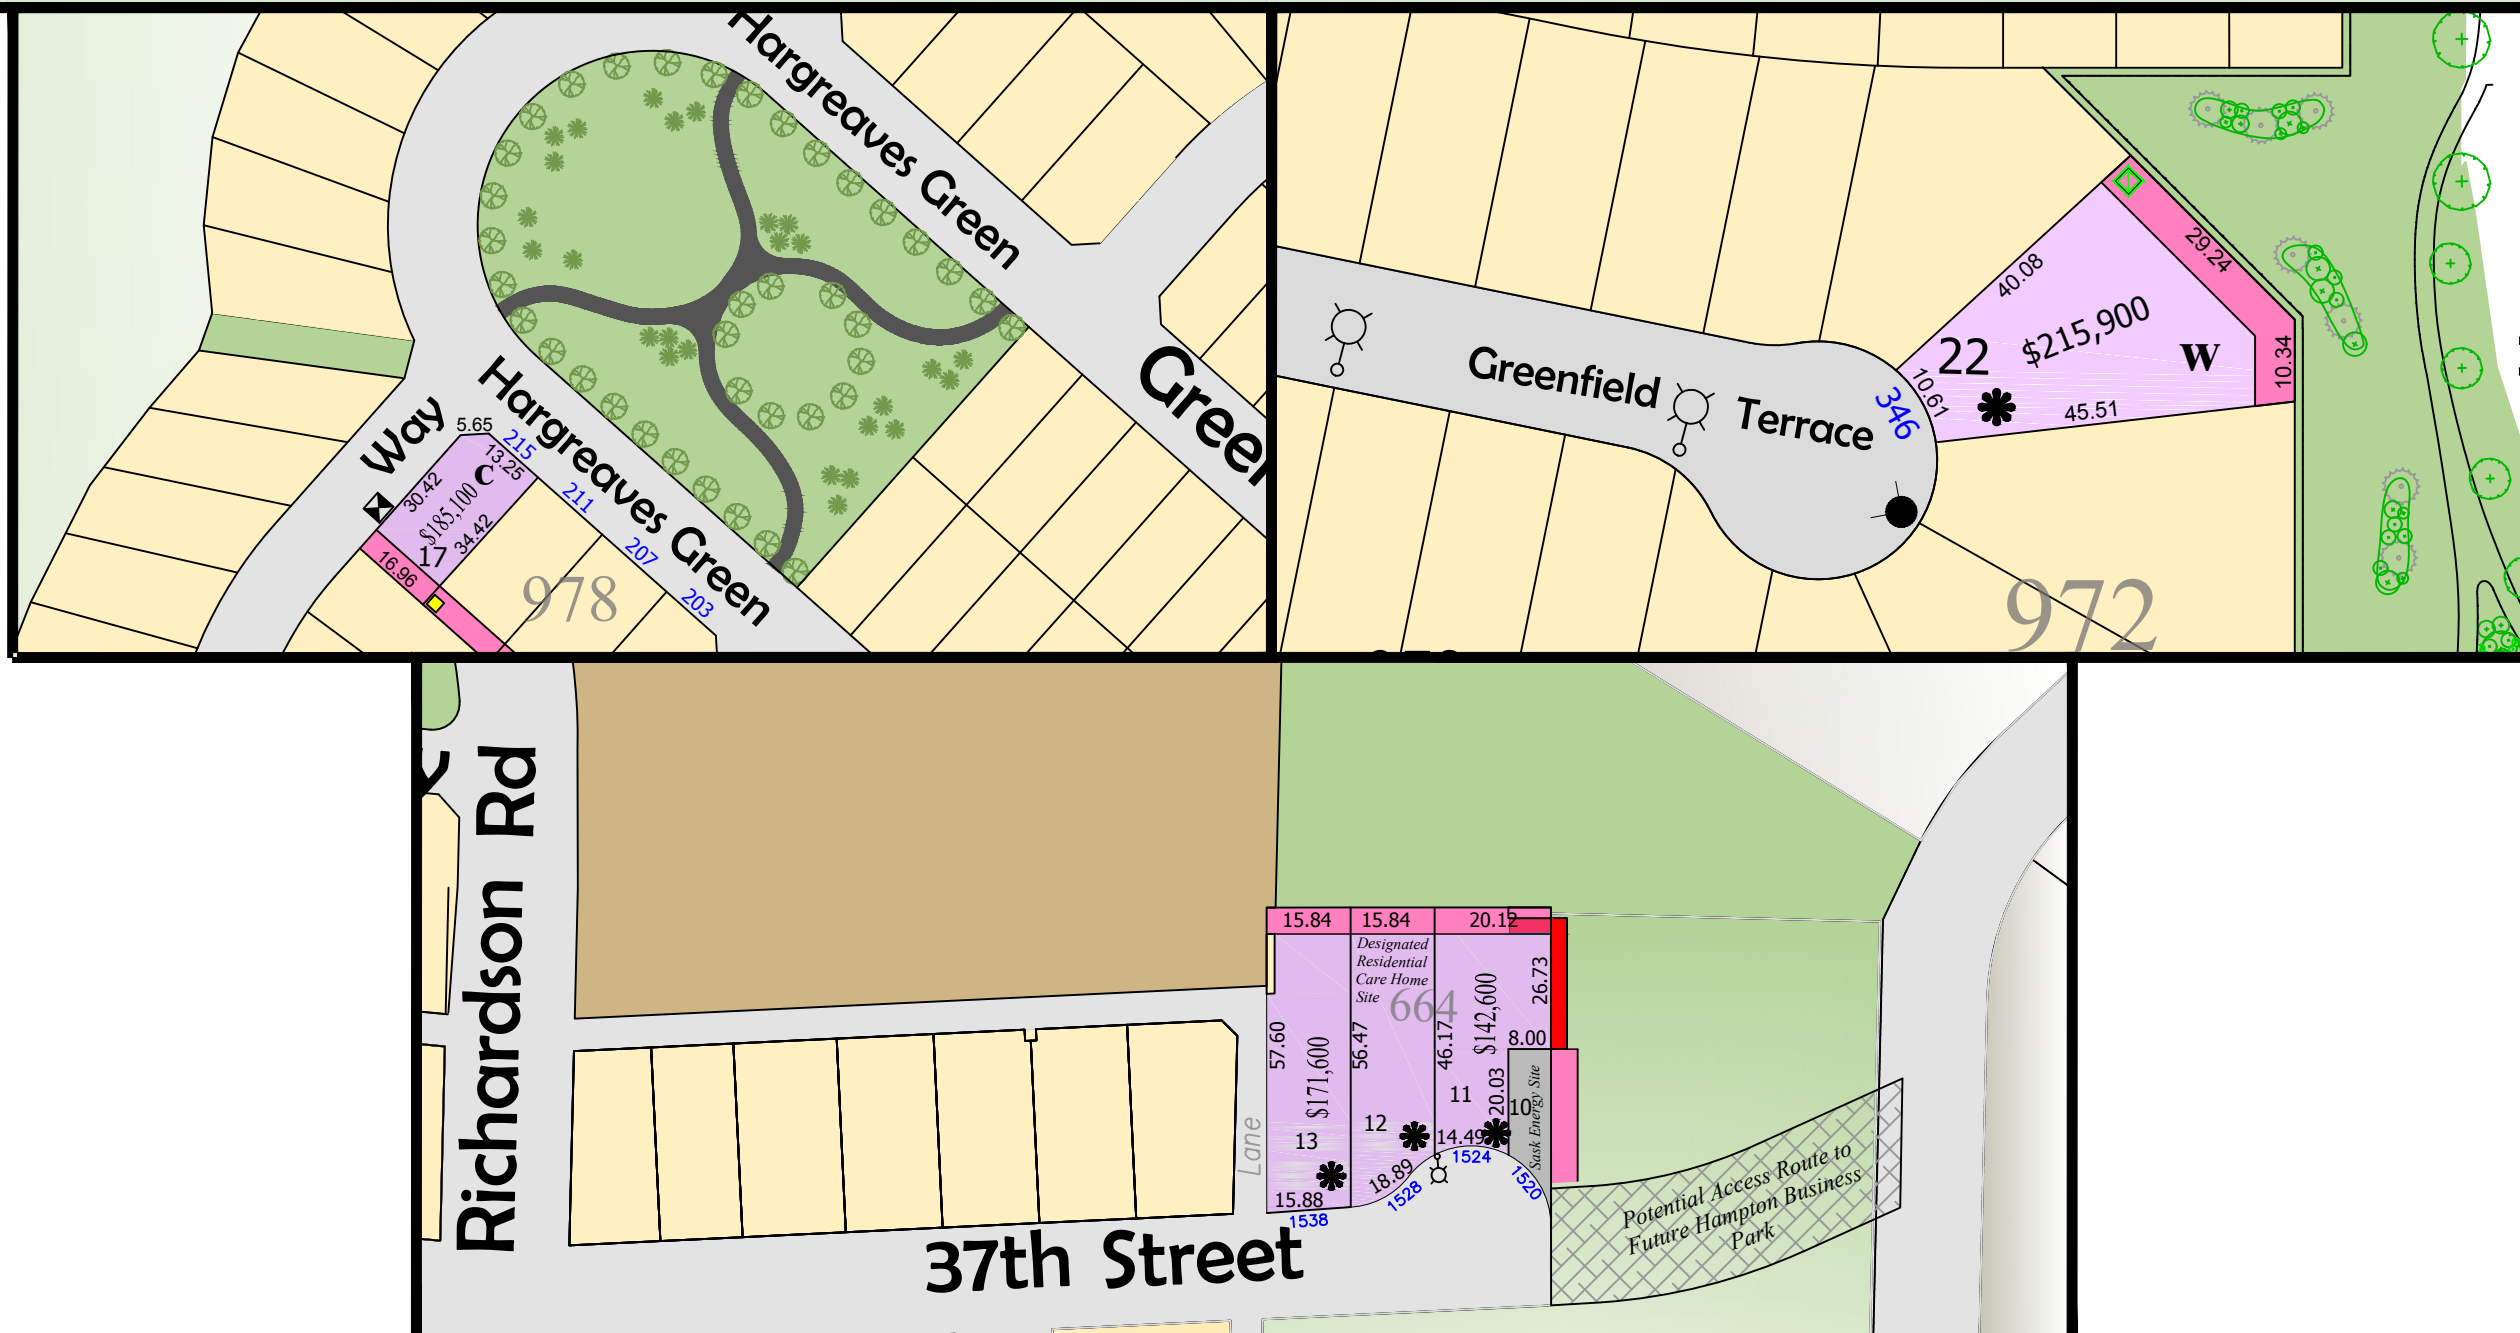 Hargreaves Green
Way
5.65
215
13.25
C
30.42
$185,100
34.42
17
16.96
Hargreaves Green
211
207
203
978
29.24
40.08
$215,900
22
W
10.34
10.61
346
45.51
Greenfield Terrace
972
Richardson Rd
15.84
15.84
20.12
Designated
Residential
Care Home
Site
664
26.73
57.60
56.47
46.17
$142,600
$171,600
8.00
20.03
11
10
12
13
Sask Energy Site
Lane
14.49
18.89
15.88
1524
1520
1528
1538
37th Street
Potential Access Route to
Future Hampton Business
Park